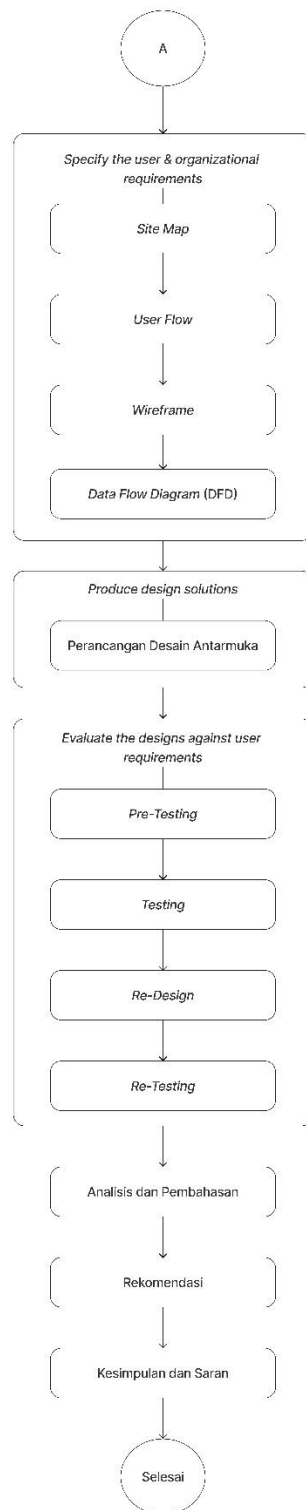 A
Specify the user & organizational
requirements
Site Map
User Flow
Wireframe
Data Flow Diagram (DFD)
Produce design solutions
Perancangan Desain Antarmuka
Evaluate the designs against user
requirements
Pre-Testing
Testing
Re-Design
Re-Testing
Analisis dan Pembahasan
Rekomendasi
Kesimpulan dan Saran
Selesai